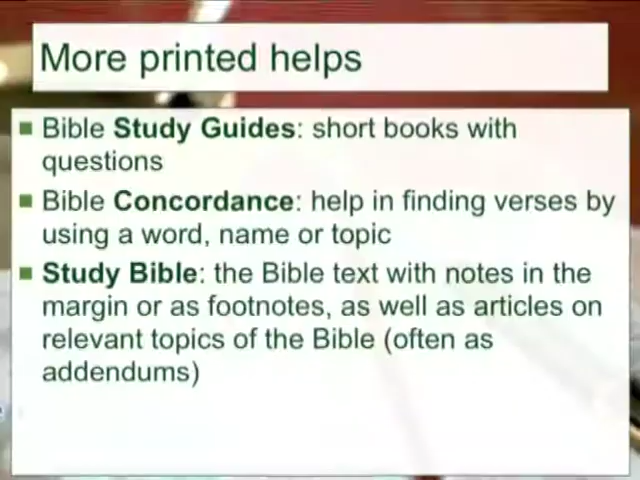 More printed helps
Bible Study Guides: short books with
questions
Bible Concordance: help in finding verses by
using a word, name or topic
Study Bible: the Bible text with notes in the
margin or as footnotes, as well as articles on
relevant topics of the Bible (often as
addendums)